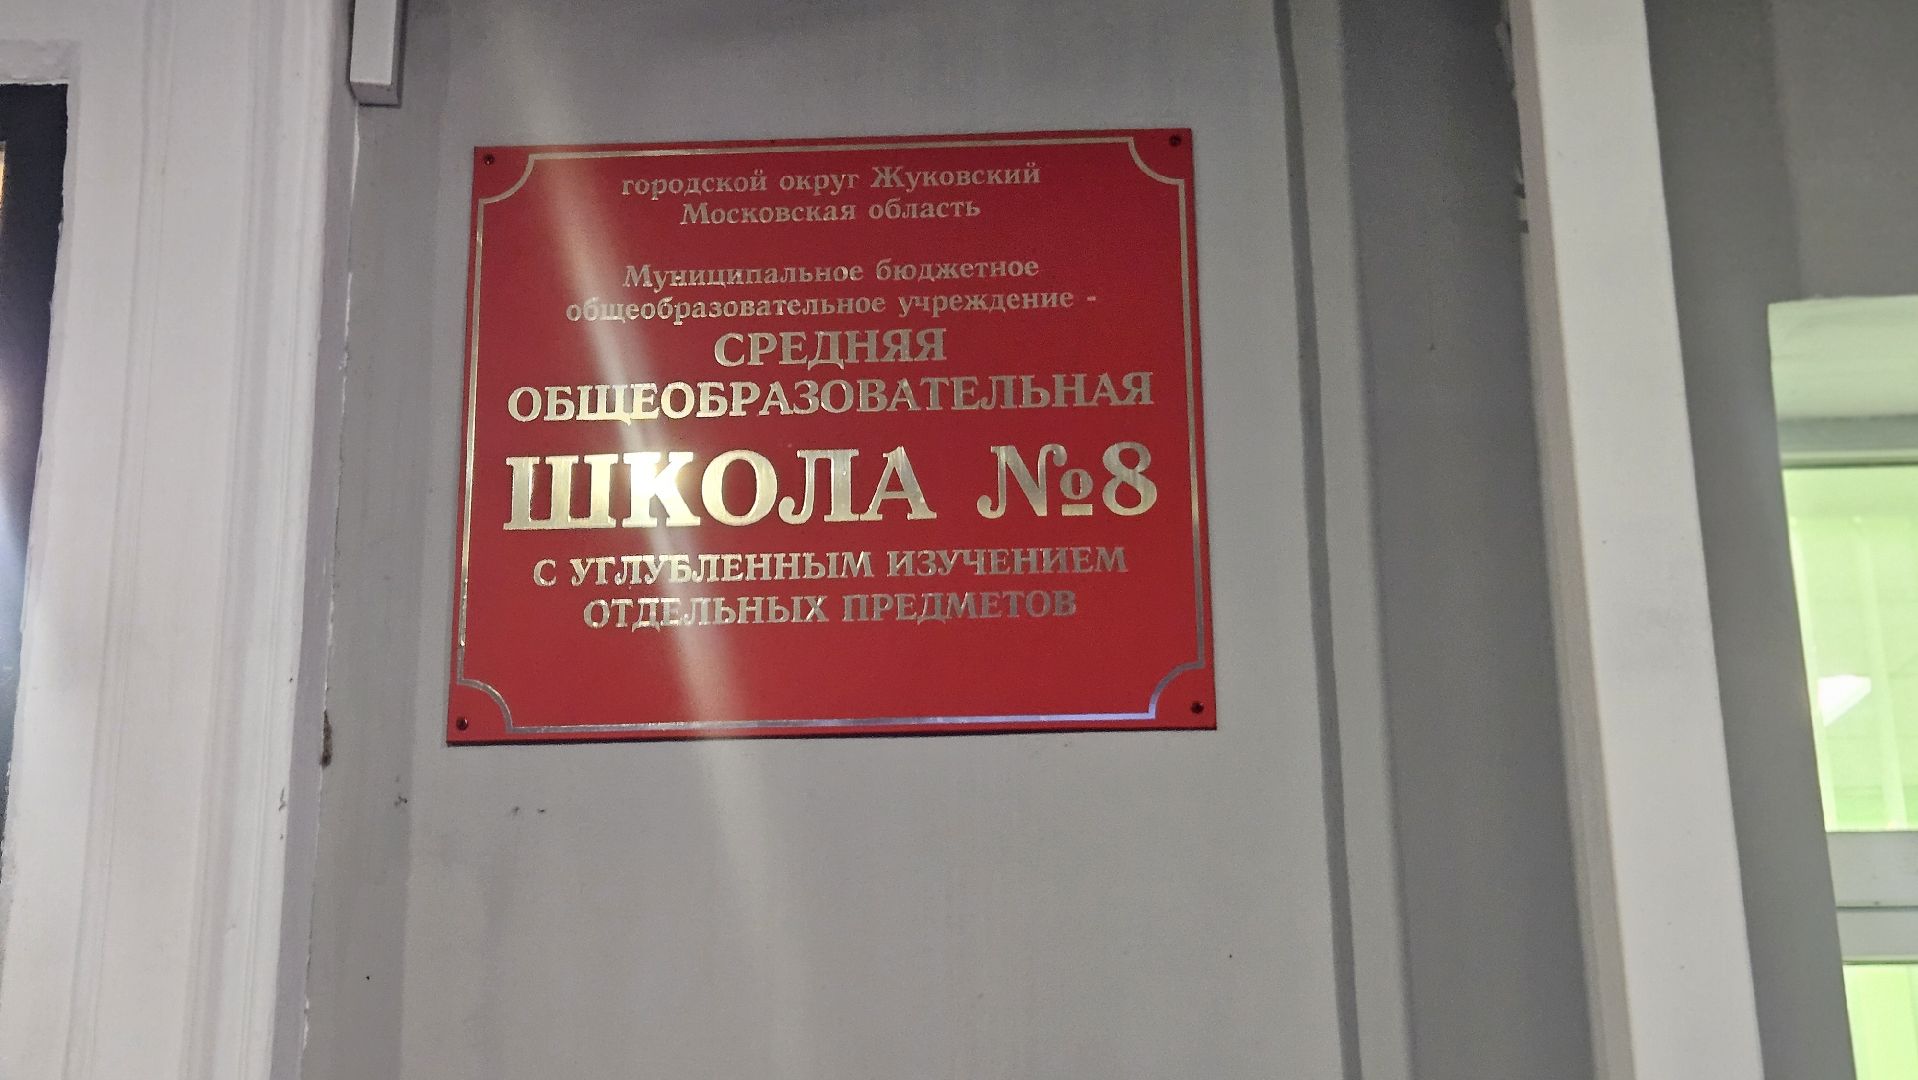 городской округ Жуковский
Московская область
Муниципальное бюджетное
общеобразовательное учреждение -
СРЕДНЯЯ
ОБЩЕОБРАЗОВАТЕЛЬНАЯ
ШКОЛА №8
С УГЛУБЛЕННЫМ ИЗУЧЕНИЕМ
ОТДЕЛЬНЫХ ПРЕДМЕТОВ